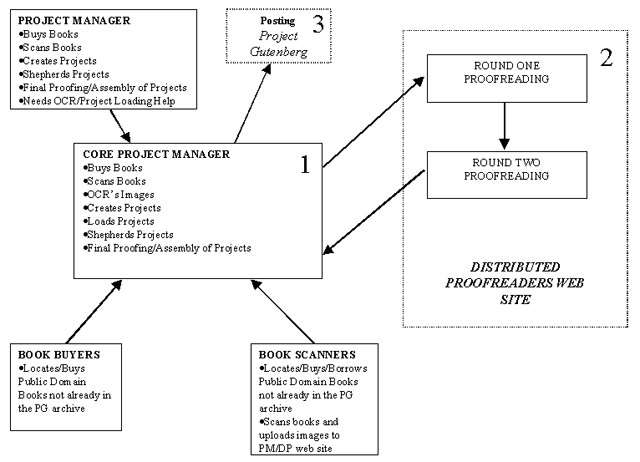 PROJECT MANAGER
•Buys Books
•Scans Books
•Creates Projects
•Shepherds Projects
•Final Proofing/Assembly of Projects
•Needs OCR/Project Loading Help
Posting
Project
Gutenberg
3
2
ROUND ONE
PROOFREADING
ROUND TWO
PROOFREADING
DISTRIBUTED
PROOFREADERS WEB
SITE
CORE PROJECT MANAGER
1
•Buys Books
•Scans Books
•OCR's Images
•Creates Projects
•Loads Projects
•Shepherds Projects
•Final Proofing/Assembly of Projects
BOOK BUYERS
•Locates/Buys
Public Domain
Books not already in
the PG archive
BOOK SCANNERS
•Locates/Buys/Borrows
Public Domain Books
not already in the PG
archive
•Scans books and
uploads images to
PM/DP web site